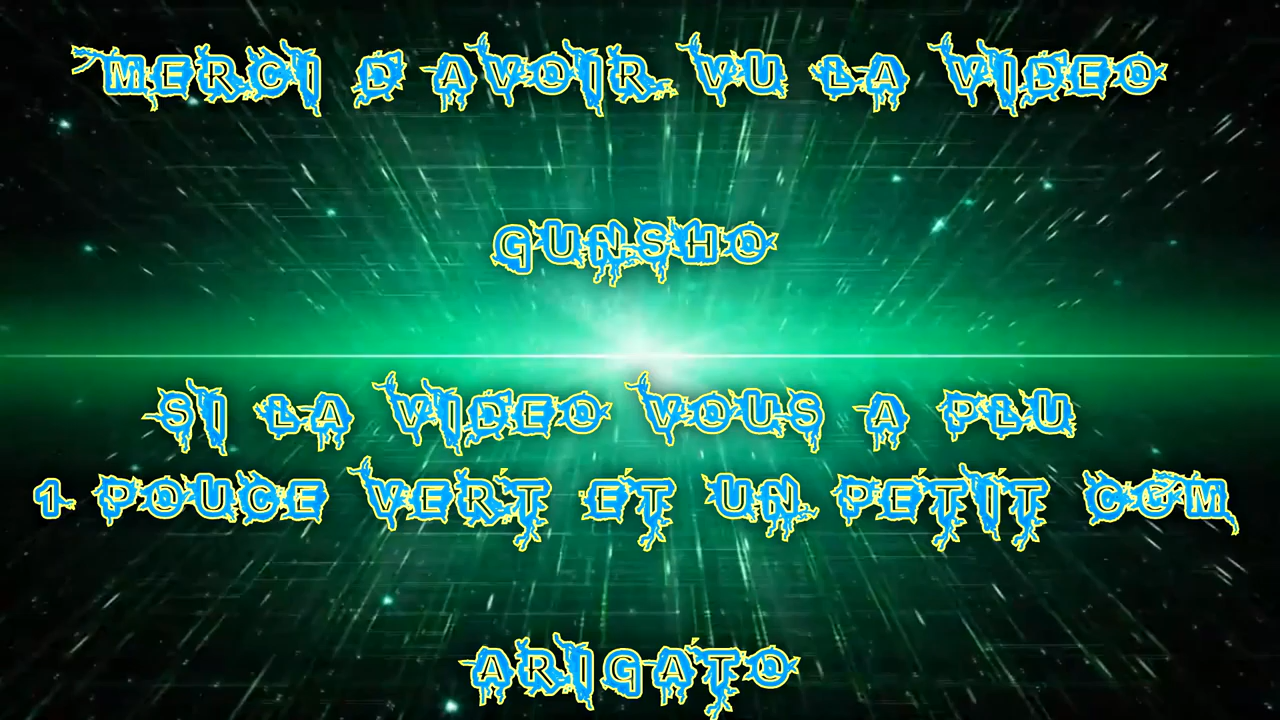 MERCI D AVOIR VU LA VIDEO
GUNSHO
SI LA VIDEO VOUS A PLU
1 POUCE VERT ET UN PETIT COM
ARIGATO